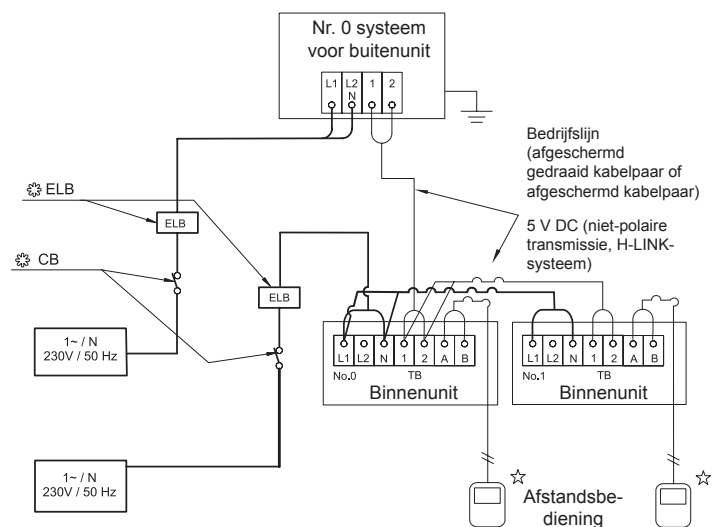 Nr. 0 systeem
voor buitenunit
L1 L2 N 1 2
Bedrijfslijn
(afgeschermd
gedraaid kabelpaar of
afgeschermd kabelpaar)
5 V DC (niet-polaire
transmissie, H-LINK-
systeem)
ELB
ELB
CB
ELB
1~ / N
230V / 50 Hz
L1 L2 N 1 2 A B
No.0 TB
Binnenunit
L1 L2 N 1 2 A B
No.1 TB
Binnenunit
1~ / N
230V / 50 Hz
Afstandsbe-
diening